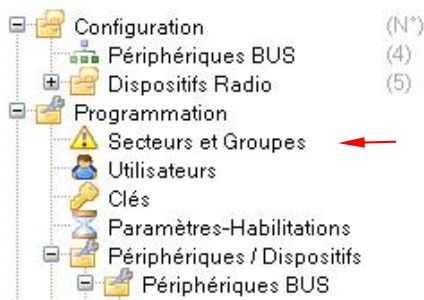 Configuration (N°)
Périphériques BUS (4)
Dispositifs Radio (5)
Programmation
Secteurs et Groupes
Utilisateurs
Clés
Paramètres-Habilitations
Périphériques / Dispositifs
Périphériques BUS